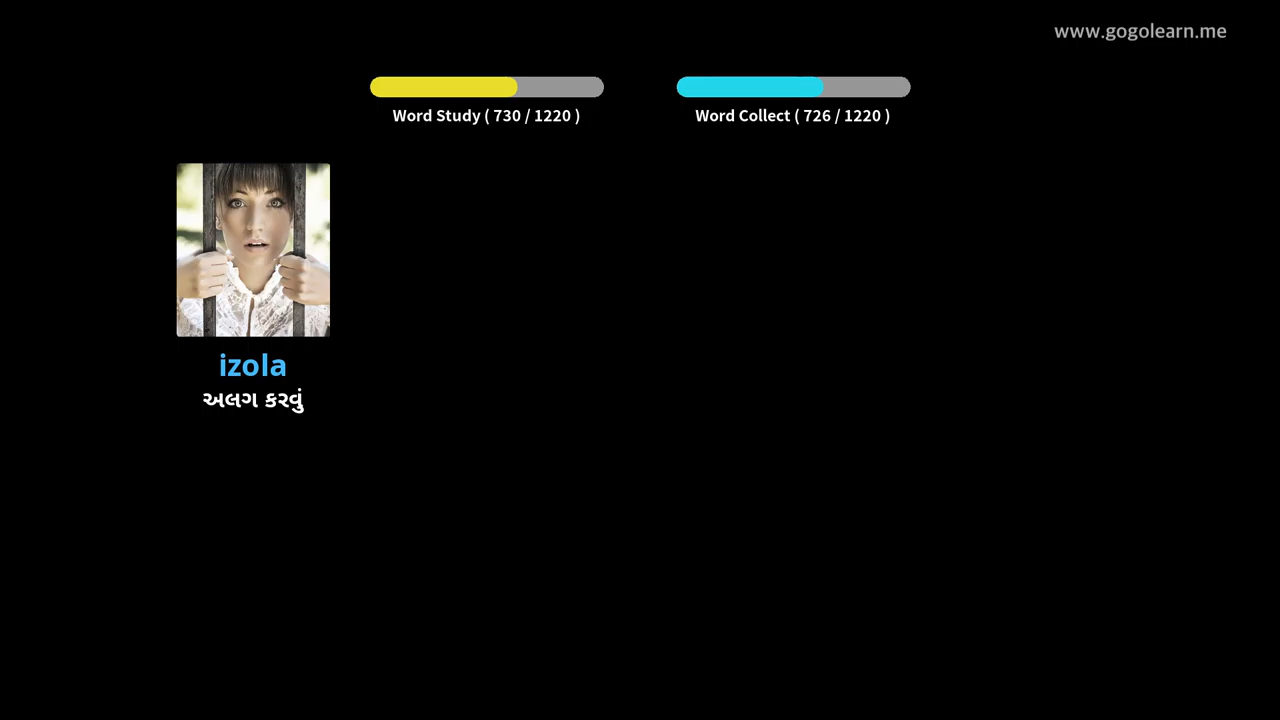 www.gogolearn.me
Word Study ( 730 / 1220 )
Word Collect ( 726 / 1220 )
izola
અલગ કરવું